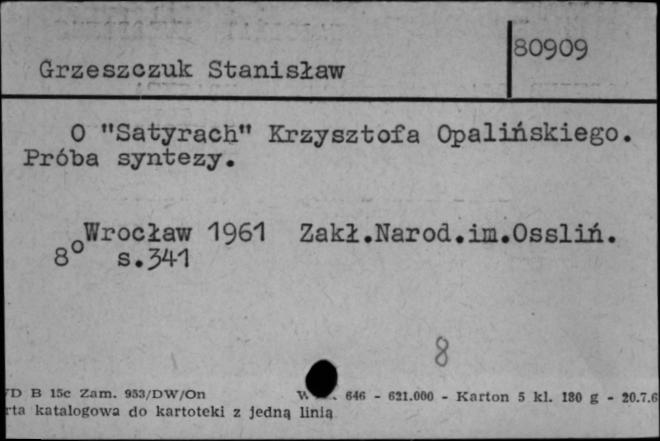 Grzeszczuk Stanisław
80909
O "Satyrach" Krzysztofa Opalińskiego.
Próba syntezy.
Wrocław 1961 Zakł.Narod.im.Ossliń.
8° s.341
8
D B 15c Zam. 953/DW/On 646 - 621.000 - Karton 5 kl. 180 g - 20.7.6
rta katalogowa do kartoteki z jedną linią